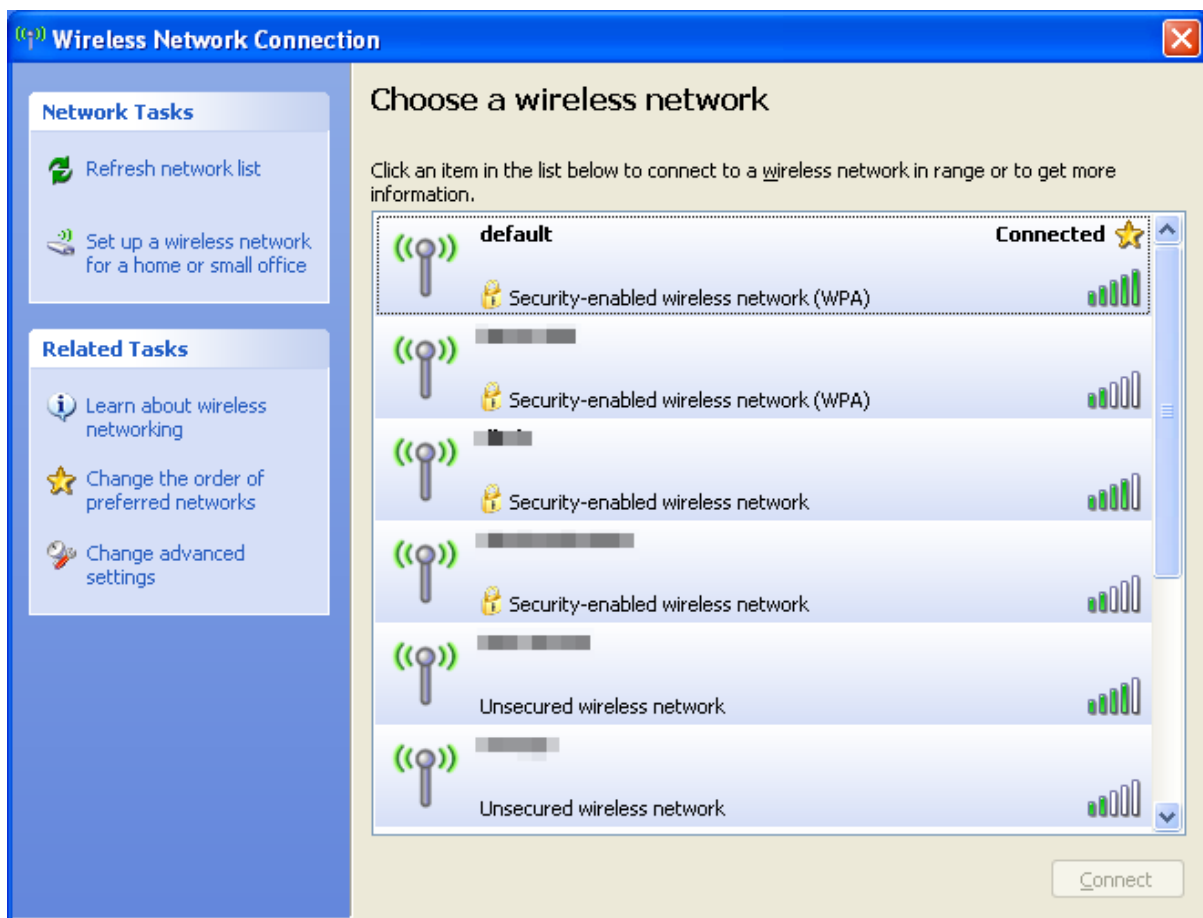 Wireless Network Connection
Network Tasks
Refresh network list
Set up a wireless network
for a home or small office
Related Tasks
Learn about wireless
networking
Change the order of
preferred networks
Change advanced
settings
Choose a wireless network
Click an item in the list below to connect to a wireless network in range or to get more
information.
default Connected
Security-enabled wireless network (WPA)
Security-enabled wireless network (WPA)
Security-enabled wireless network
Security-enabled wireless network
Unsecured wireless network
Unsecured wireless network
Connect